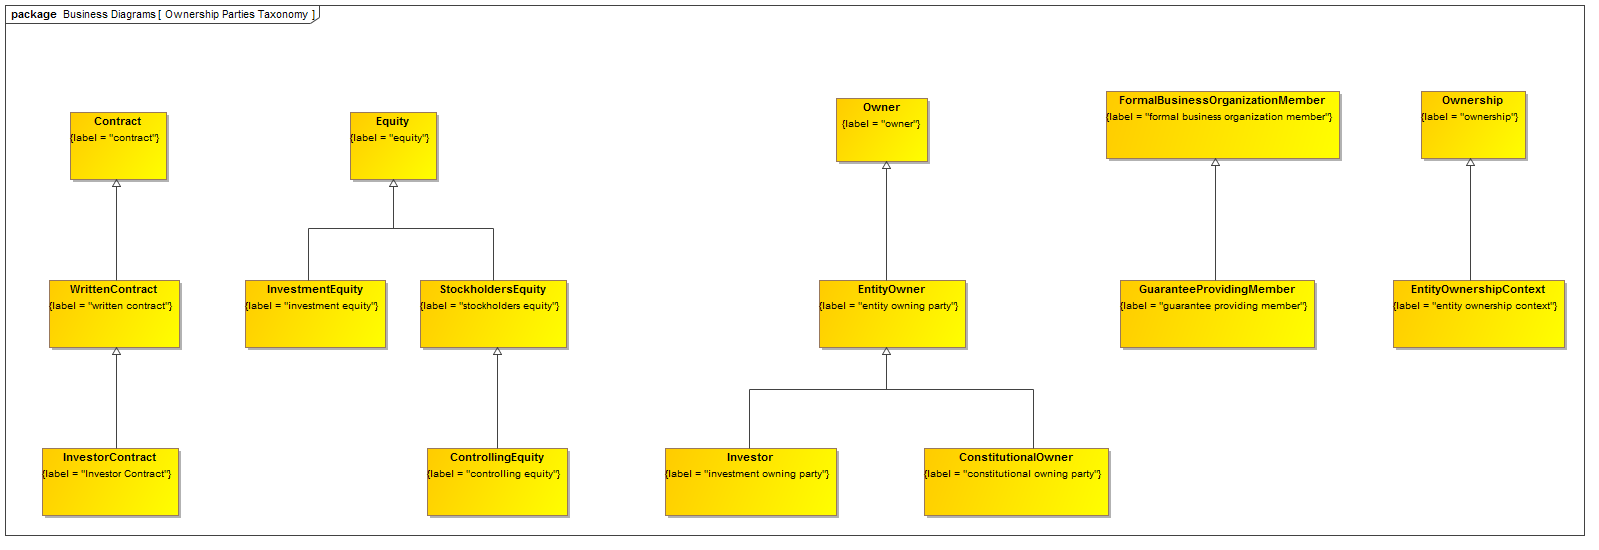 package Business Diagrams [ Ownership Parties Taxonomy ]
Contract
{label = "contract"}
Equity
{label = "equity"}
Owner
{label = "owner"}
FormalBusinessOrganizationMember
{label = "formal business organization member"}
Ownership
{label = "ownership"}
WrittenContract
{label = "written contract"}
InvestmentEquity
{label = "investment equity"}
StockholdersEquity
{label = "stockholders equity"}
EntityOwner
{label = "entity owning party"}
GuaranteeProvidingMember
{label = "guarantee providing member"}
EntityOwnershipContext
{label = "entity ownership context"}
InvestorContract
{label = "Investor Contract"}
ControllingEquity
{label = "controlling equity"}
Investor
{label = "investment owning party"}
ConstitutionalOwner
{label = "constitutional owning party"}